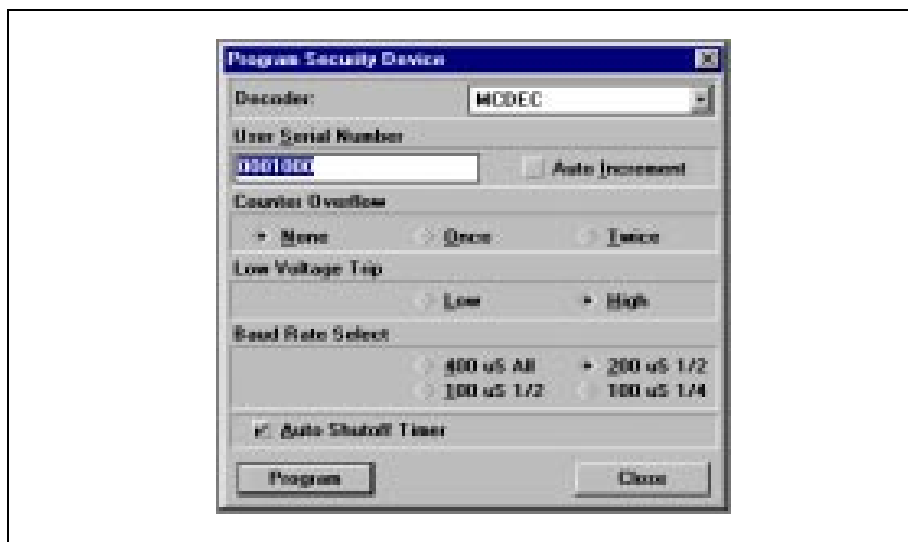 Program Security Device
Decoder: MCDEC
User Serial Number
0001000 Auto Increment
Counter Overflow
None Once Twice
Low Voltage Trip
Low High
Baud Rate Select
400 uS All 200 uS 1/2
100 uS 1/2 100 uS 1/4
Auto Shutoff Timer
Program Close